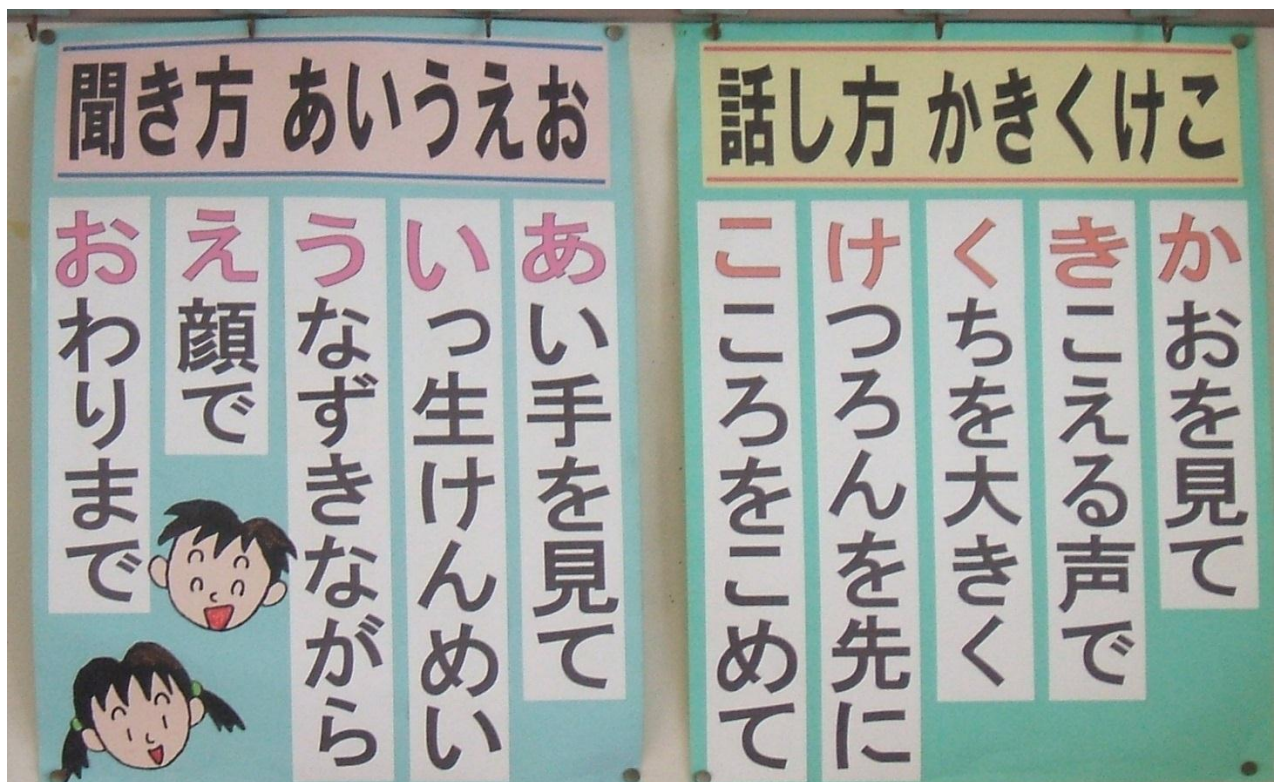 聞き方 あいうえお
あい手を見て
いっ生けんめい
うなずきながら
え顔で
おわりまで
話し方 かきくけこ
かおを見て
きこえる声で
くちを大きく
けつろんを先に
こころをこめて